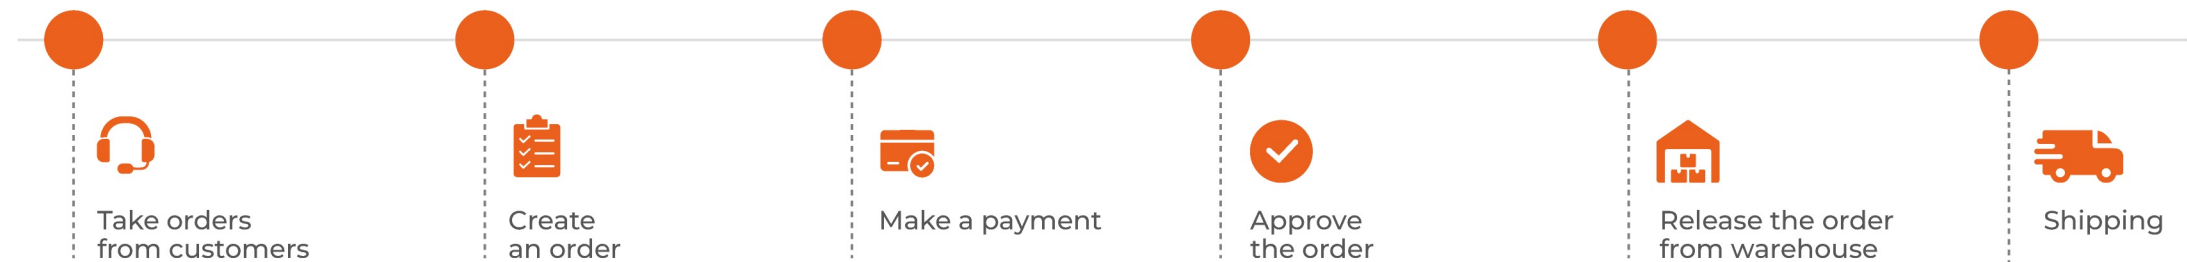 Take orders
from customers
Create
an order
Make a payment
Approve
the order
Release the order
from warehouse
Shipping